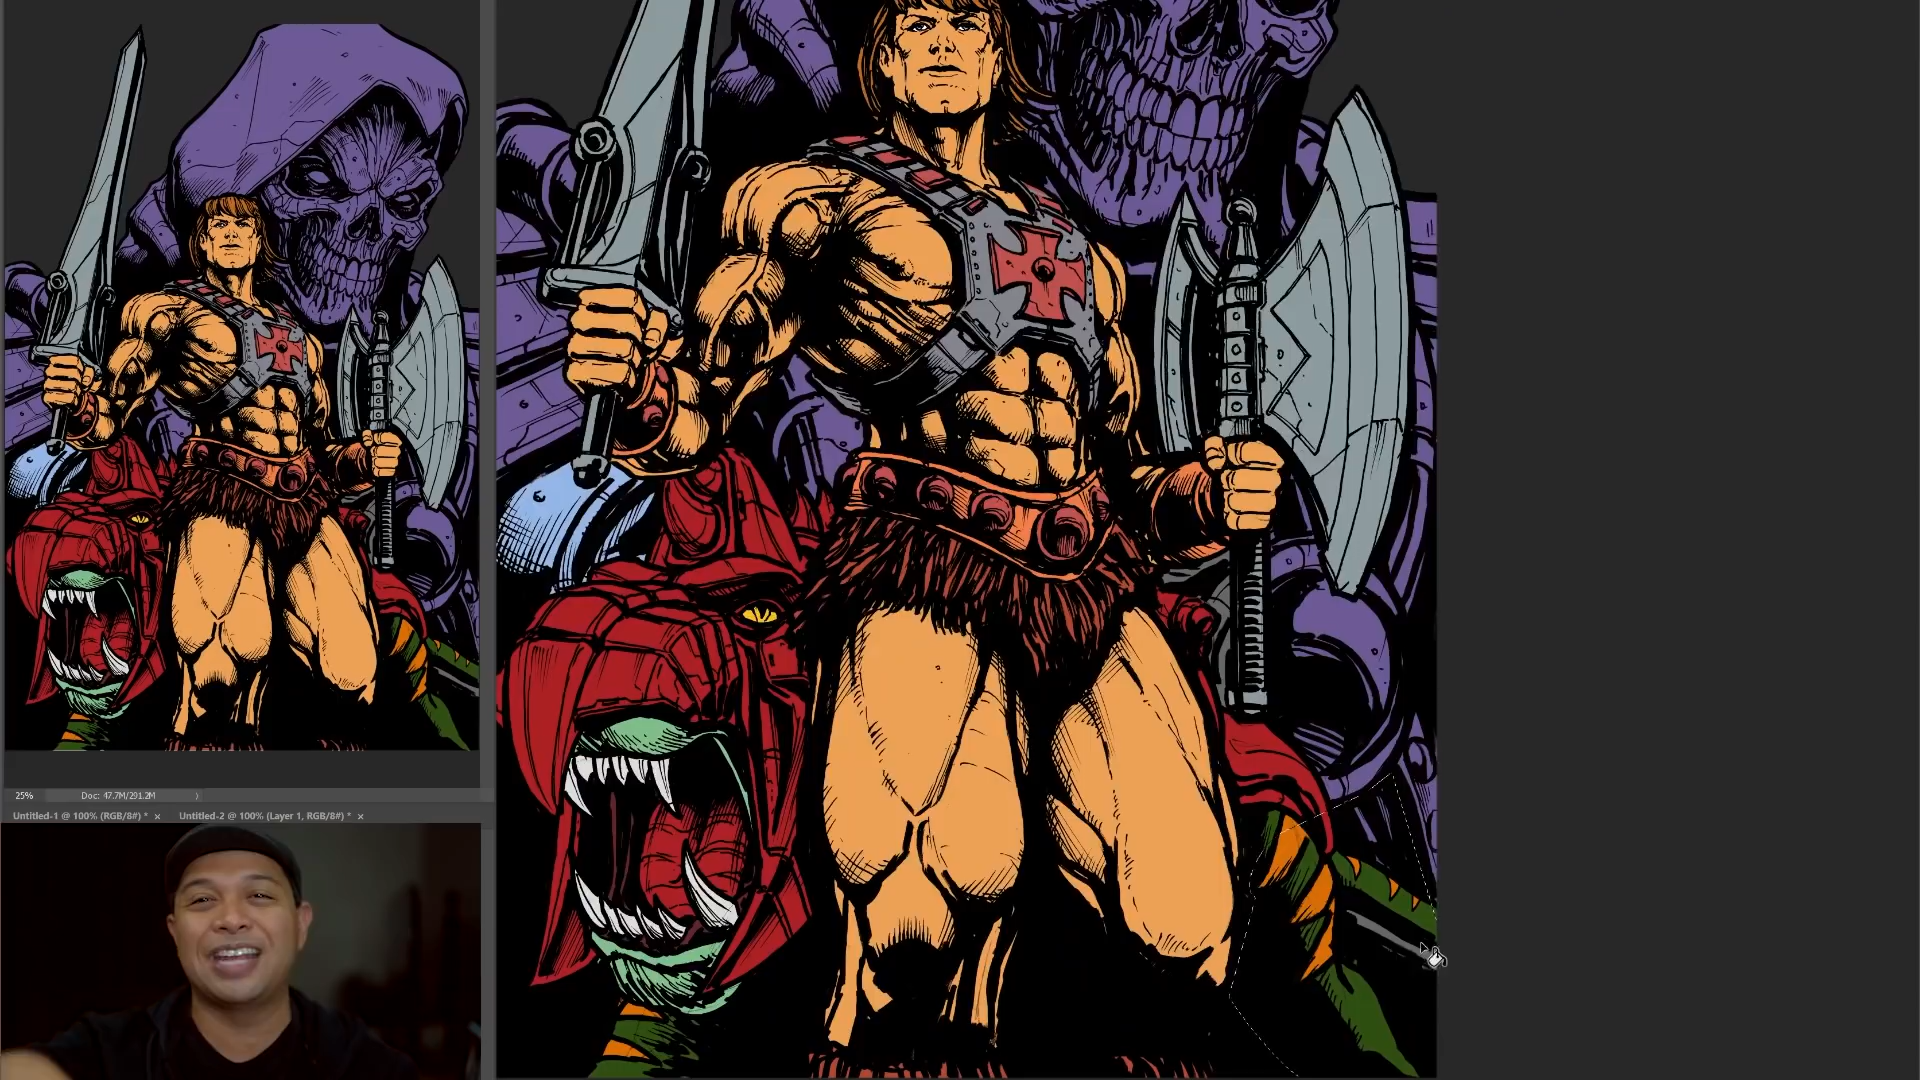 25% Doc: 47.7M/291.2M
Untitled-1 @ 100% (RGB/8#) * × Untitled-2 @ 100% (Layer 1, RGB/8#) * ×